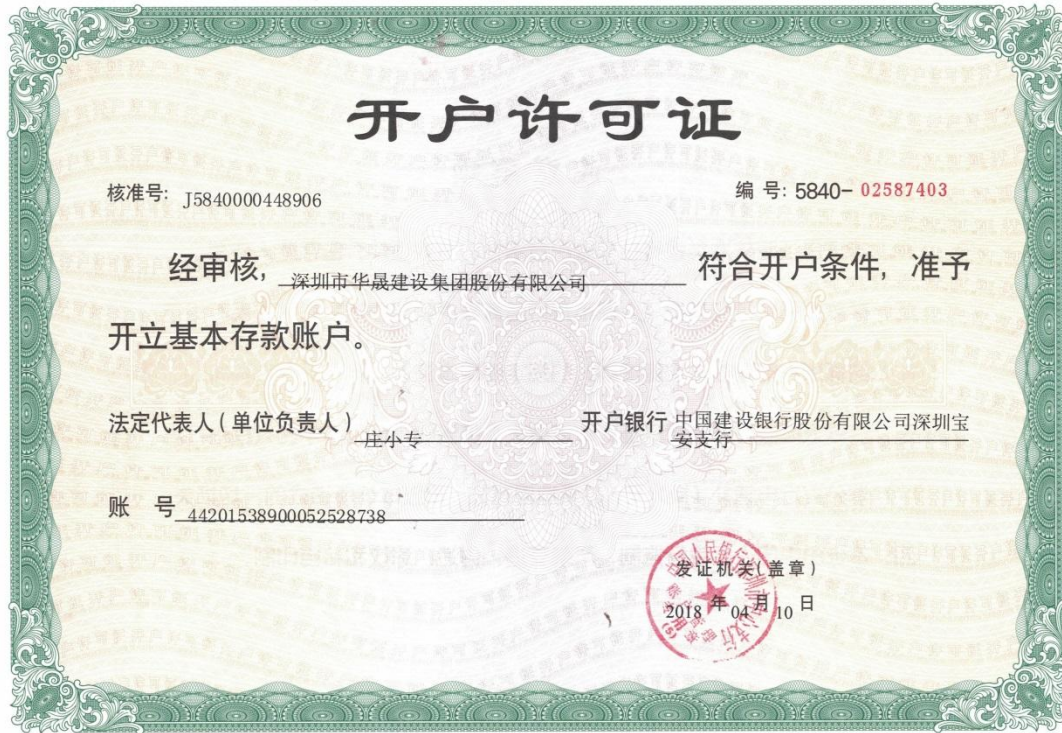 开户许可证
核准号: J5840000448906 编 号: 5840- 02587403
经审核, 深圳市华晟建设集团股份有限公司 符合开户条件, 准予
开立基本存款账户。
法定代表人(单位负责人) 庄小专 开户银行 中国建设银行股份有限公司深圳宝
安支行
账 号 44201538900052528738
发证机关(盖章)
2018 年 04 月 10 日